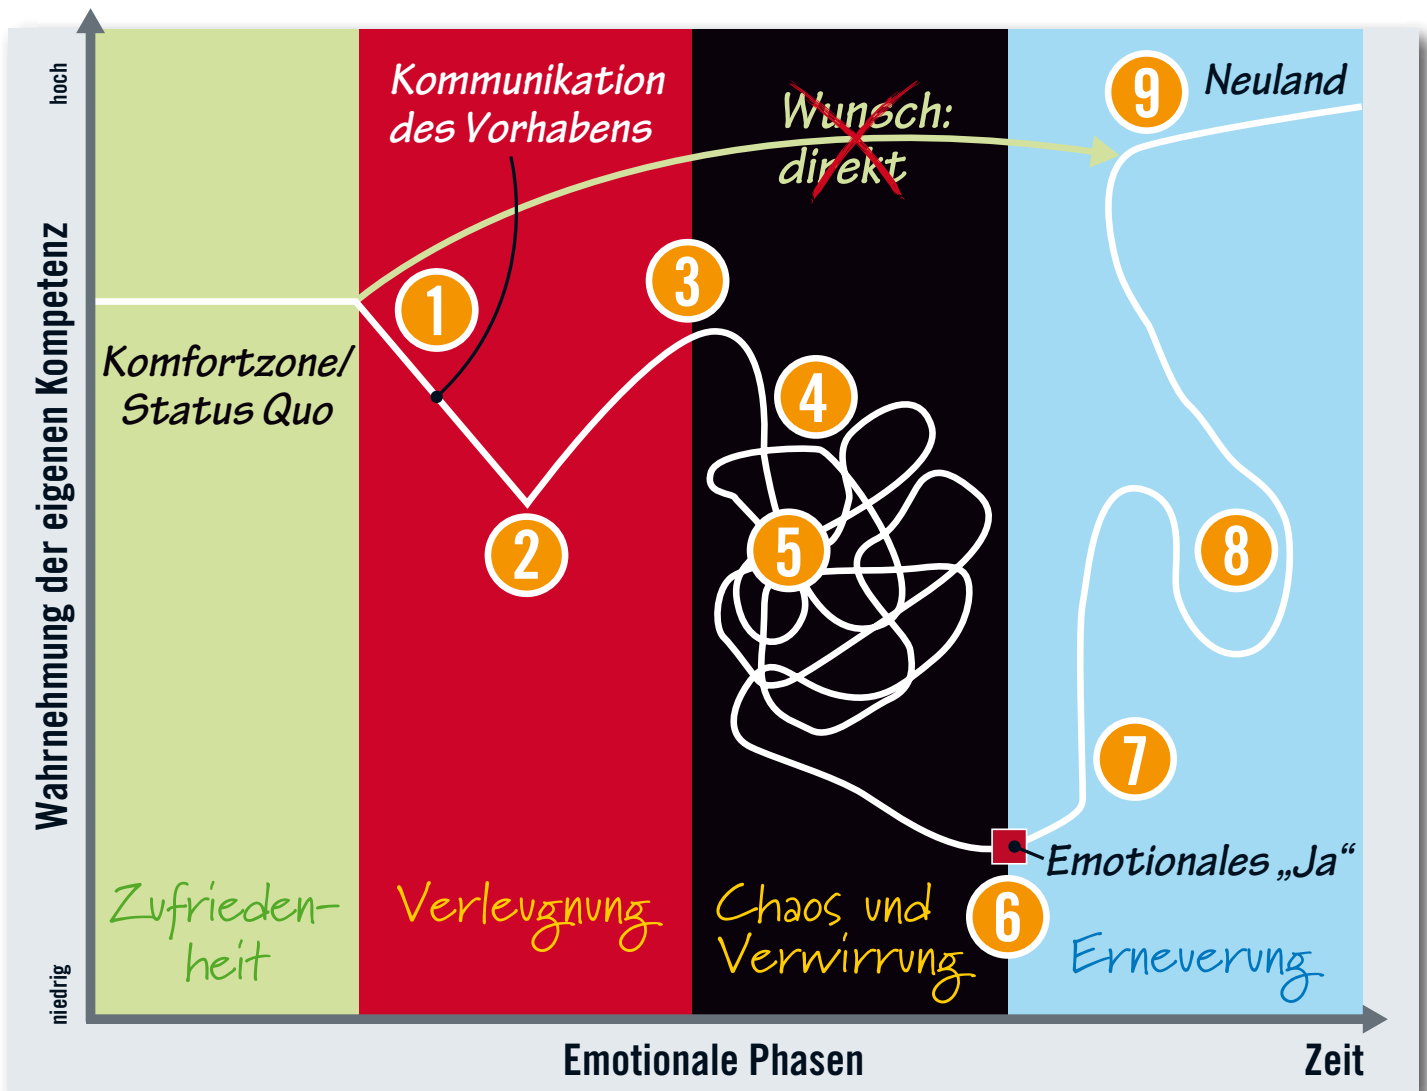 hoch
Wahrnehmung der eigenen Kompetenz
niedrig
Kommunikation
des Vorhabens
Wunsch:
direkt
9
Neuland
1
3
Komfortzone/
Status Quo
4
2
5
8
7
Emotionales „Ja“
6
Zufrieden-
heit
Verleugnung
Chaos und
Verwirrung
Erneuerung
Emotionale Phasen
Zeit